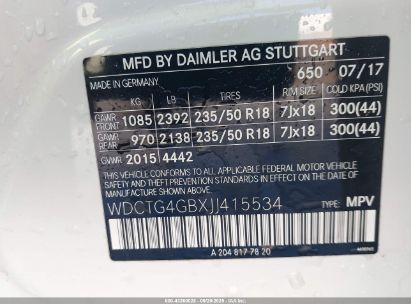 MFD BY DAIMLER AG STUTTGART
MADE IN GERMANY 650 07/17
KG LB TIRES RIM SIZE COLD KPA (PSI)
GAWR FRONT 1085 2392 235/50 R18 7Jx18 300(44)
GAWR REAR 970 2138 235/50 R18 7Jx18 300(44)
GVWR 2015 4442
THIS VEHICLE CONFORMS TO ALL APPLICABLE FEDERAL
MOTOR VEHICLE SAFETY STANDARDS IN EFFECT ON THE DATE OF
MANUFACTURE SHOWN ABOVE.
WDCTG4GBXJJ415534 TYPE: MPV
A 204 817 78 20